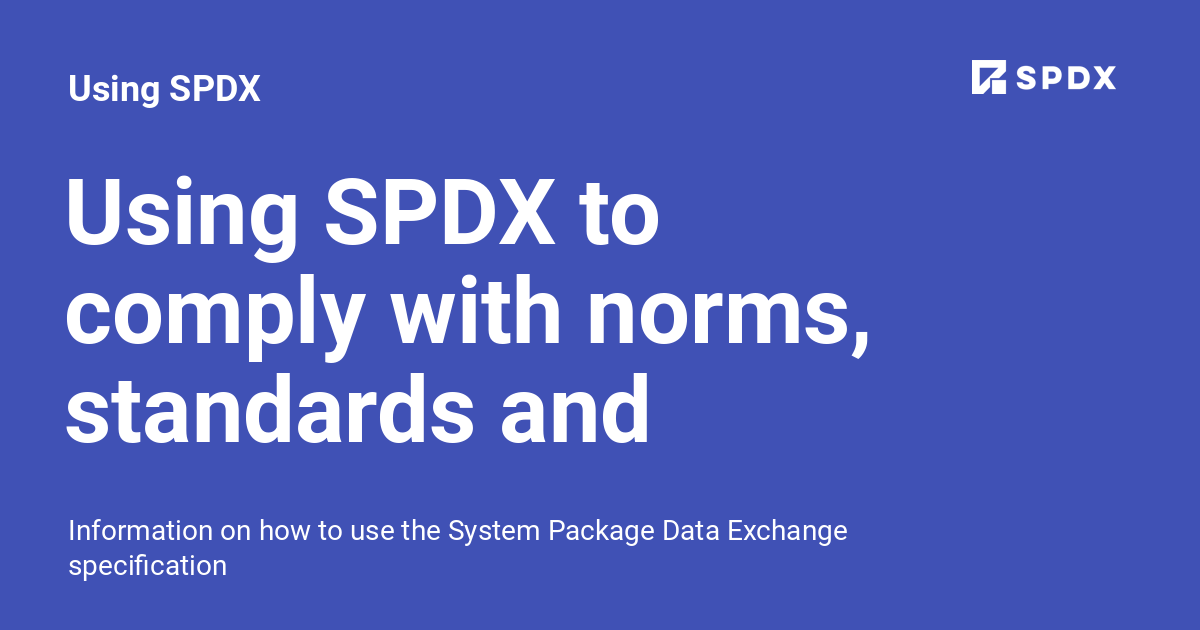 Using SPDX
SPDX
Using SPDX to
comply with norms,
standards and
Information on how to use the System Package Data Exchange
specification